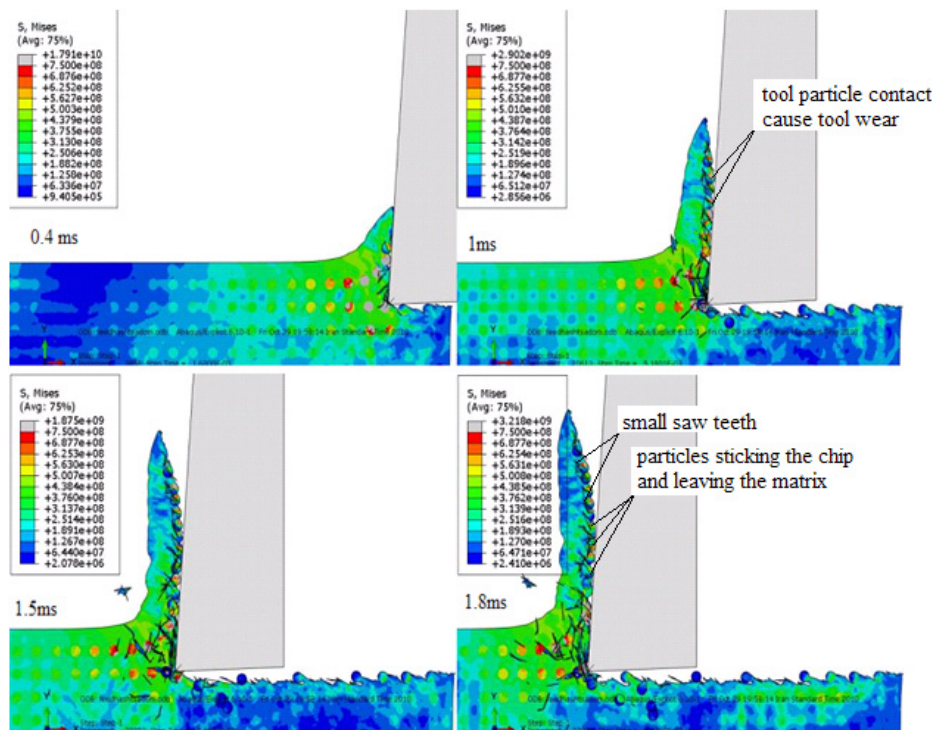 S, Mises
(Avg: 75%)
+1.791e+10
+7.500e+08
+6.876e+08
+6.252e+08
+5.627e+08
+5.003e+08
+4.379e+08
+3.755e+08
+3.130e+08
+2.506e+08
+1.882e+08
+1.258e+08
+6.336e+07
+9.405e+05
0.4 ms
S, Mises
(Avg: 75%)
+2.902e+09
+7.500e+08
+6.877e+08
+6.255e+08
+5.632e+08
+5.010e+08
+4.387e+08
+3.764e+08
+3.142e+08
+2.519e+08
+1.896e+08
+1.274e+08
+6.512e+07
+2.856e+06
tool particle contact
cause tool wear
1ms
S, Mises
(Avg: 75%)
+1.875e+09
+7.500e+08
+6.877e+08
+6.253e+08
+5.630e+08
+5.007e+08
+4.384e+08
+3.760e+08
+3.137e+08
+2.514e+08
+1.891e+08
+1.267e+08
+6.440e+07
+2.078e+06
1.5ms
S, Mises
(Avg: 75%)
+3.218e+09
+7.500e+08
+6.877e+08
+6.254e+08
+5.631e+08
+5.008e+08
+4.385e+08
+3.762e+08
+3.139e+08
+2.516e+08
+1.893e+08
+1.270e+08
+6.471e+07
+2.410e+06
small saw teeth
particles sticking the chip
and leaving the matrix
1.8ms